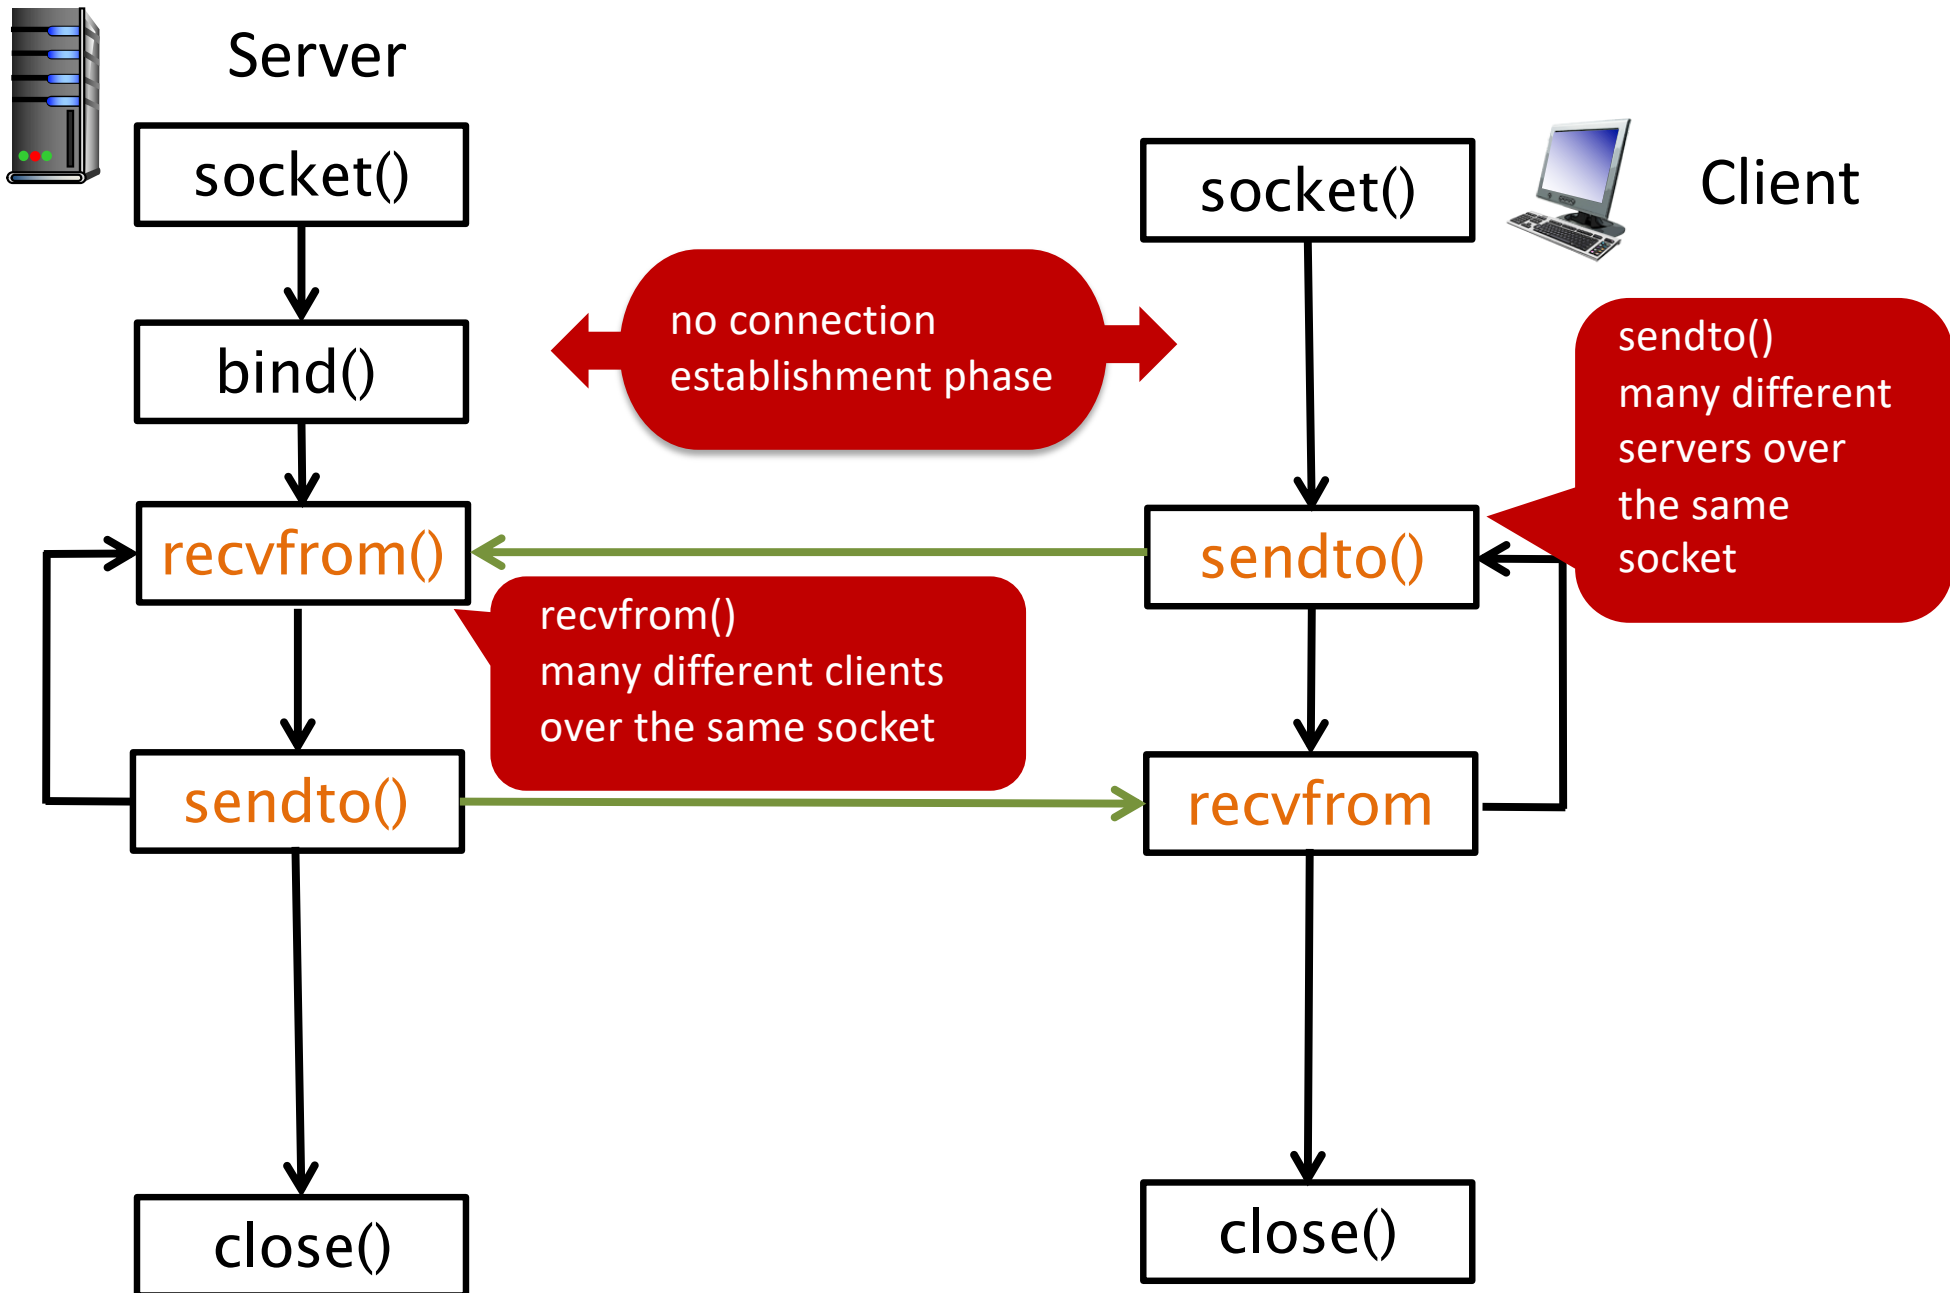 Server
socket()
socket()
Client
no connection
establishment phase
bind()
sendto()
many different
servers over
the same
socket
recvfrom()
sendto()
recvfrom()
many different clients
over the same socket
sendto()
recvfrom
close()
close()